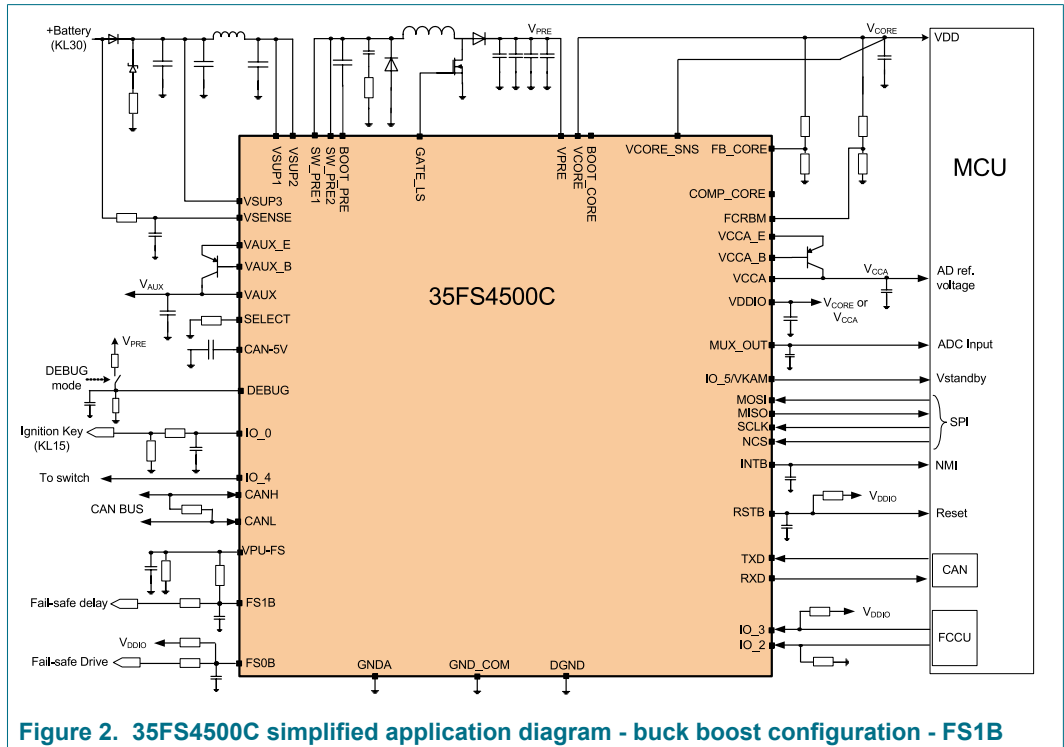 +Battery
(KL30)
VPRE
VCORE
VDD
MCU
VSUP1
VSUP2
SW_PRE1
SW_PRE2
BOOT_PRE
GATE_LS
VPRE
VCORE
BOOT_CORE
VCORE_SNS
FB_CORE
COMP_CORE
FCRBM
VCCA_E
VCCA_B
VCCA
VCCA
AD ref.
voltage
VDDIO
VCORE or
VCCA
MUX_OUT
ADC Input
IO_5/VKAM
Vstandby
MOSI
MISO
SCLK
NCS
SPI
INTB
NMI
VDDIO
RSTB
Reset
TXD
RXD
CAN
VDDIO
IO_3
IO_2
FCCU
35FS4500C
VSUP3
VSENSE
VAUX_E
VAUX_B
VAUX
VAUX
SELECT
CAN-5V
VPRE
DEBUG
mode
DEBUG
Ignition Key
(KL15)
IO_0
To switch
IO_4
CANH
CAN BUS
CANL
VPU-FS
Fail-safe delay
FS1B
VDDIO
Fail-safe Drive
FS0B
GNDA
GND_COM
DGND
Figure 2. 35FS4500C simplified application diagram - buck boost configuration - FS1B